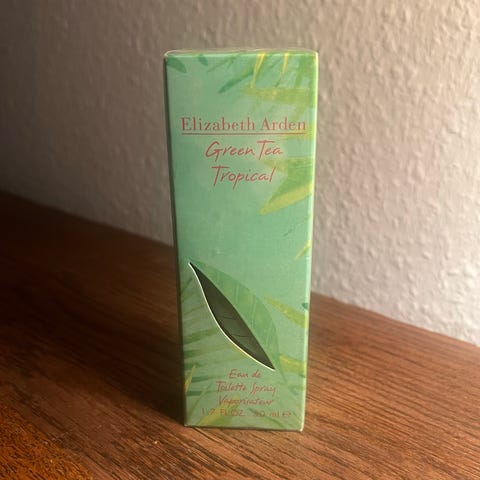 Elizabeth Arden
Green Tea
Tropical
Eau de
Toilette Spray
Vaporisateur
1.7 FL.OZ. 50 ml e